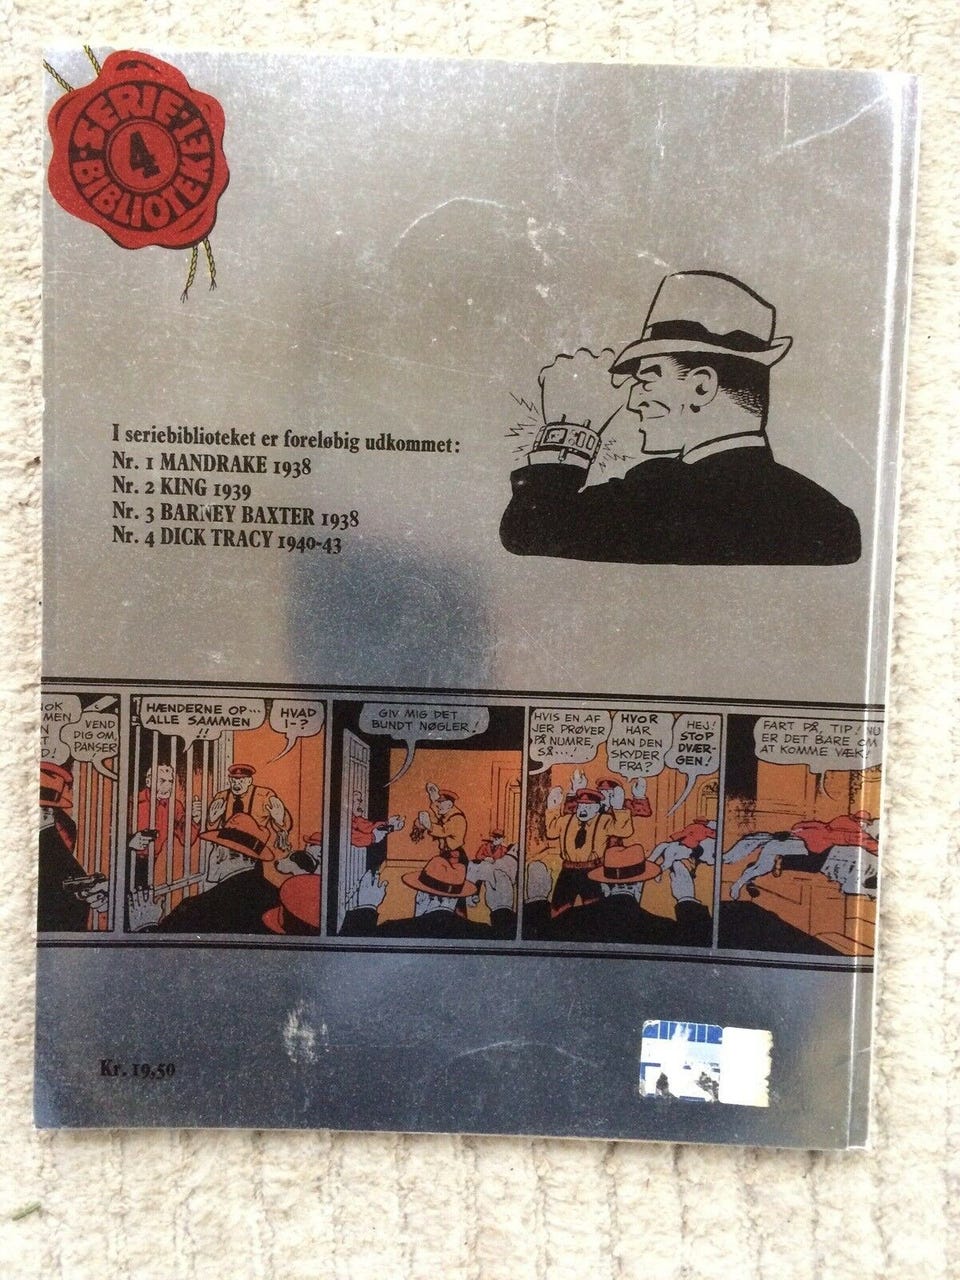 SERIE
4
BIBLIOTEKET
I seriebiblioteket er foreløbig udkommet:
Nr. 1 MANDRAKE 1938
Nr. 2 KING 1939
Nr. 3 BARNEY BAXTER 1938
Nr. 4 DICK TRACY 1940-43
VEND
DIG OM,
PANSER
HÆNDERNE OP...
ALLE SAMMEN
!!
HVAD
I-?
GIV MIG DET
BUNDT NØGLER!
HVIS EN AF
JER PRØVER
PÅ NUMRE,
SÅ...!
HVOR
HAR
HAN DEN
SKYDER
FRA?
HEJ!
STOP
DVÆR-
GEN!
FART PÅ, TIP! NU
ER DET BARE OM
AT KOMME VÆK!
Kr. 19,50